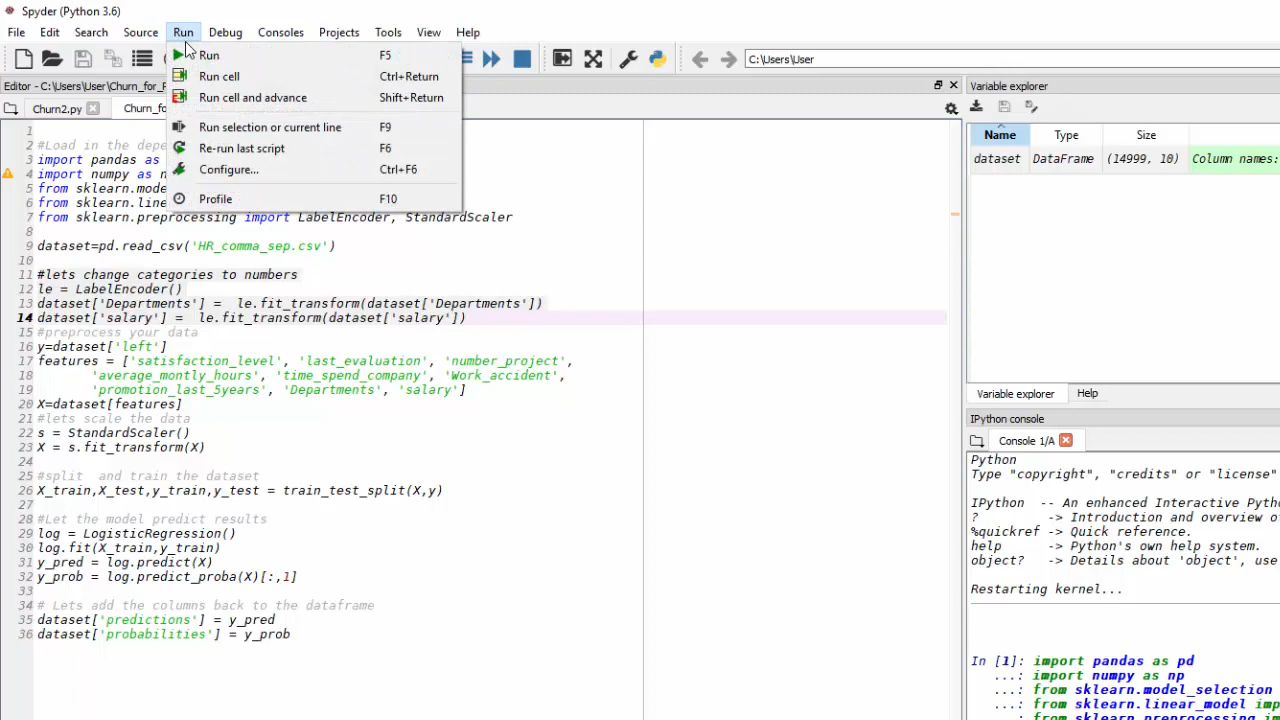 Spyder (Python 3.6)
File Edit Search Source Run Debug Consoles Projects Tools View Help
C:\Users\User
Run F5
Run cell Ctrl+Return
Run cell and advance Shift+Return
Run selection or current line F9
Re-run last script F6
Configure... Ctrl+F6
Profile F10
Editor - C:\Users\User\Churn_for_
Churn2.py Churn_fo
1
2 #Load in the depe
3 import pandas as
4 import numpy as n
5 from sklearn.mode
6 from sklearn.line
7 from sklearn.preprocessing import LabelEncoder, StandardScaler
8
9 dataset=pd.read_csv('HR_comma_sep.csv')
10
11 #lets change categories to numbers
12 le = LabelEncoder()
13 dataset['Departments'] = le.fit_transform(dataset['Departments'])
14 dataset['salary'] = le.fit_transform(dataset['salary'])
15 #preprocess your data
16 y=dataset['left']
17 features = ['satisfaction_level', 'last_evaluation', 'number_project',
18 'average_montly_hours', 'time_spend_company', 'Work_accident',
19 'promotion_last_5years', 'Departments', 'salary']
20 X=dataset[features]
21 #lets scale the data
22 s = StandardScaler()
23 X = s.fit_transform(X)
24
25 #split and train the dataset
26 X_train,X_test,y_train,y_test = train_test_split(X,y)
27
28 #Let the model predict results
29 log = LogisticRegression()
30 log.fit(X_train,y_train)
31 y_pred = log.predict(X)
32 y_prob = log.predict_proba(X)[:,1]
33
34 # Lets add the columns back to the dataframe
35 dataset['predictions'] = y_pred
36 dataset['probabilities'] = y_prob
Variable explorer
Name Type Size
dataset DataFrame (14999, 10) Column names:
Variable explorer Help
IPython console
Console 1/A
Python
Type "copyright", "credits" or "license"
IPython -- An enhanced Interactive Pytho
? -> Introduction and overview of
%quickref -> Quick reference.
help -> Python's own help system.
object? -> Details about 'object', use
Restarting kernel...
In [1]: import pandas as pd
...: import numpy as np
...: from sklearn.model_selection
...: from sklearn.linear_model imp
...: from sklearn.preprocessing im